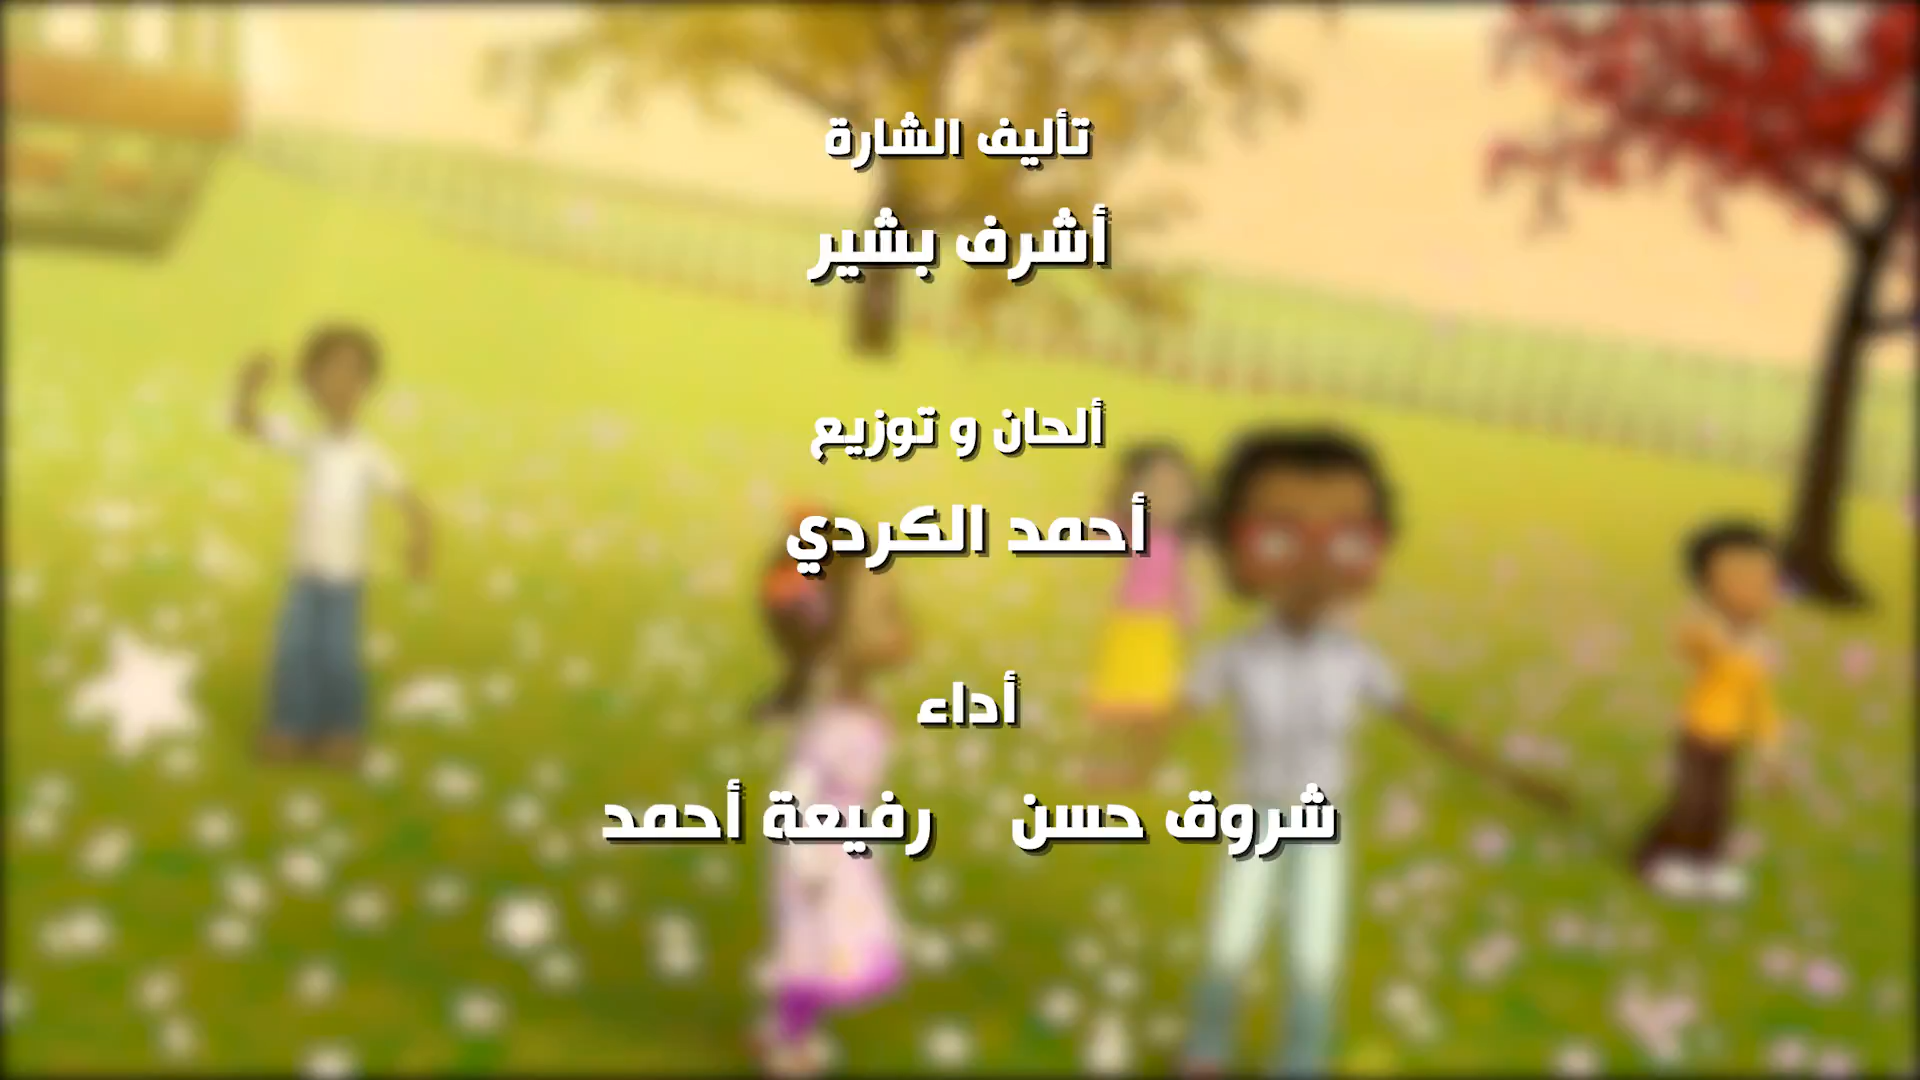 تأليف الشارة
أشرف بشير
ألحان و توزيع
أحمد الكردي
أداء
شروق حسن رفيعة أحمد